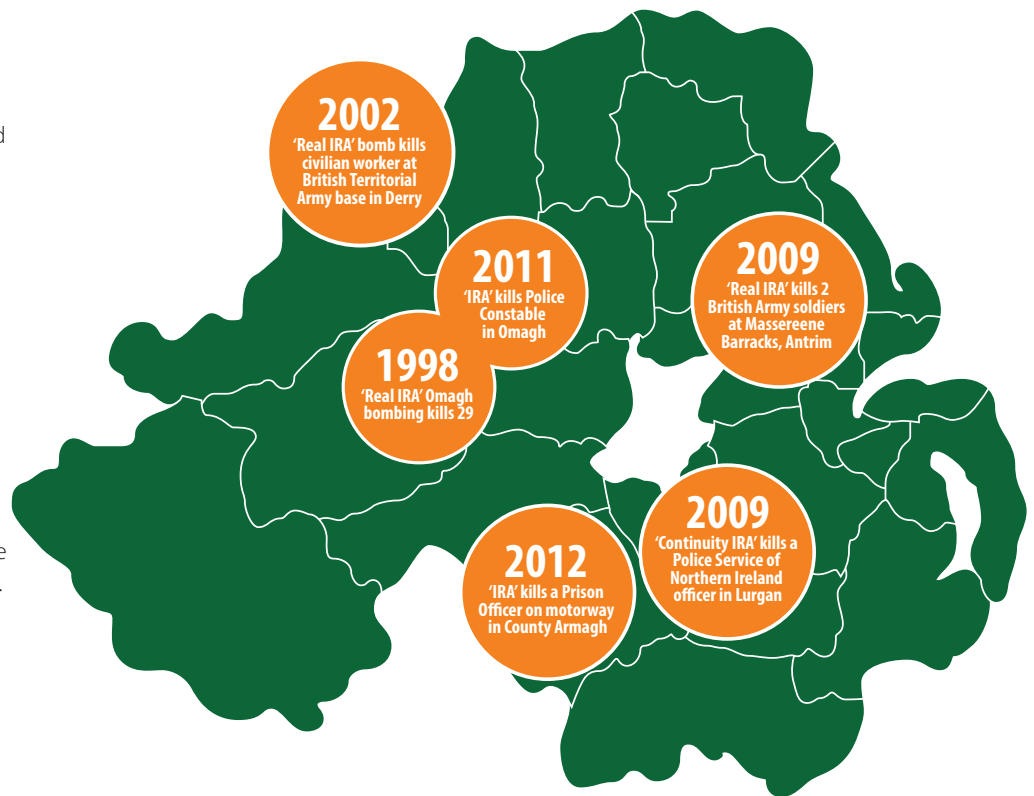 2002
‘Real IRA’ bomb kills
civilian worker at
British Territorial
Army base in Derry
2011
‘IRA’ kills Police
Constable
in Omagh
2009
‘Real IRA’ kills 2
British Army soldiers
at Massereene
Barracks, Antrim
1998
‘Real IRA’ Omagh
bombing kills 29
2009
‘Continuity IRA’ kills a
Police Service of
Northern Ireland
officer in Lurgan
2012
‘IRA’ kills a Prison
Officer on motorway
in County Armagh